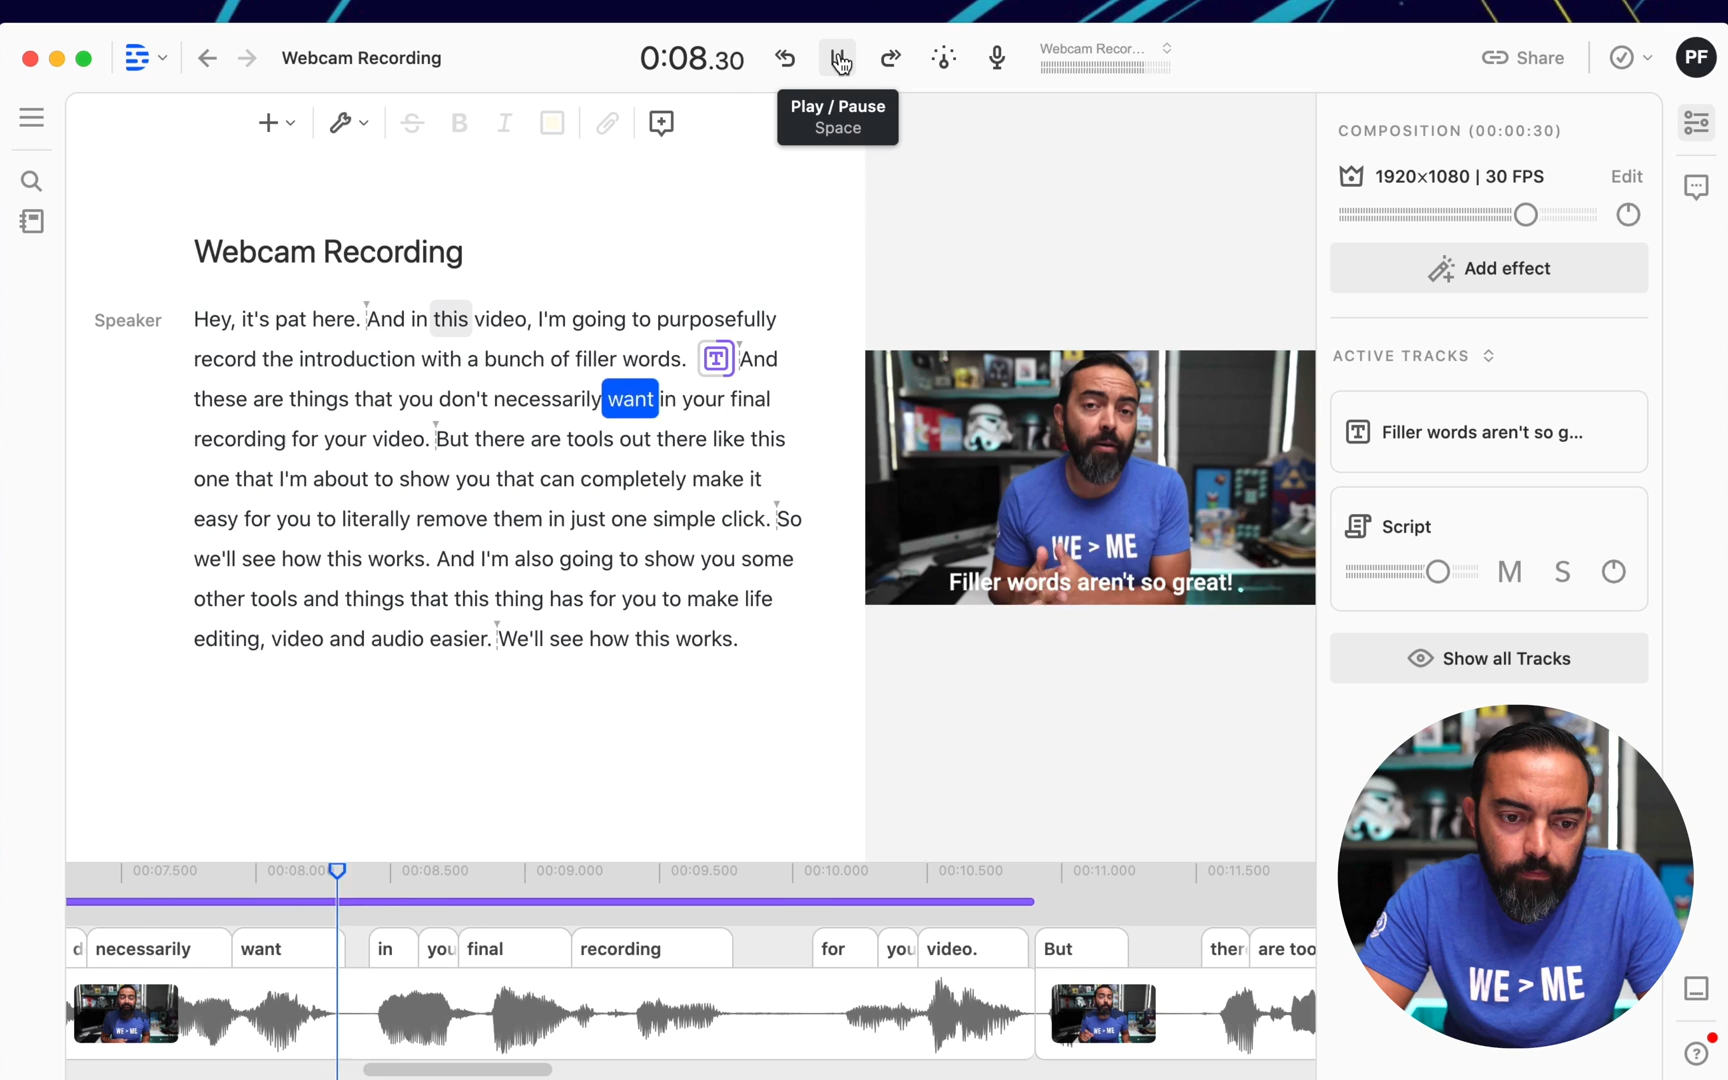 Webcam Recording
0:08.30
Webcam Recor...
Share
PF
Play / Pause
Space
COMPOSITION (00:00:30)
1920×1080 | 30 FPS
Edit
Add effect
ACTIVE TRACKS
Filler words aren't so g...
Script
M S
Show all Tracks
Webcam Recording
Speaker
Hey, it's pat here. And in this video, I'm going to purposefully
record the introduction with a bunch of filler words. And
these are things that you don't necessarily want in your final
recording for your video. But there are tools out there like this
one that I'm about to show you that can completely make it
easy for you to literally remove them in just one simple click. So
we'll see how this works. And I'm also going to show you some
other tools and things that this thing has for you to make life
editing, video and audio easier. We'll see how this works.
WE > ME
Filler words aren't so great!
00:07.500 00:08.00 00:08.500 00:09.000 00:09.500 00:10.000 00:10.500 00:11.000 00:11.500
d necessarily want in you final recording for you video. But ther are too
WE > ME
WE > ME
WE > ME